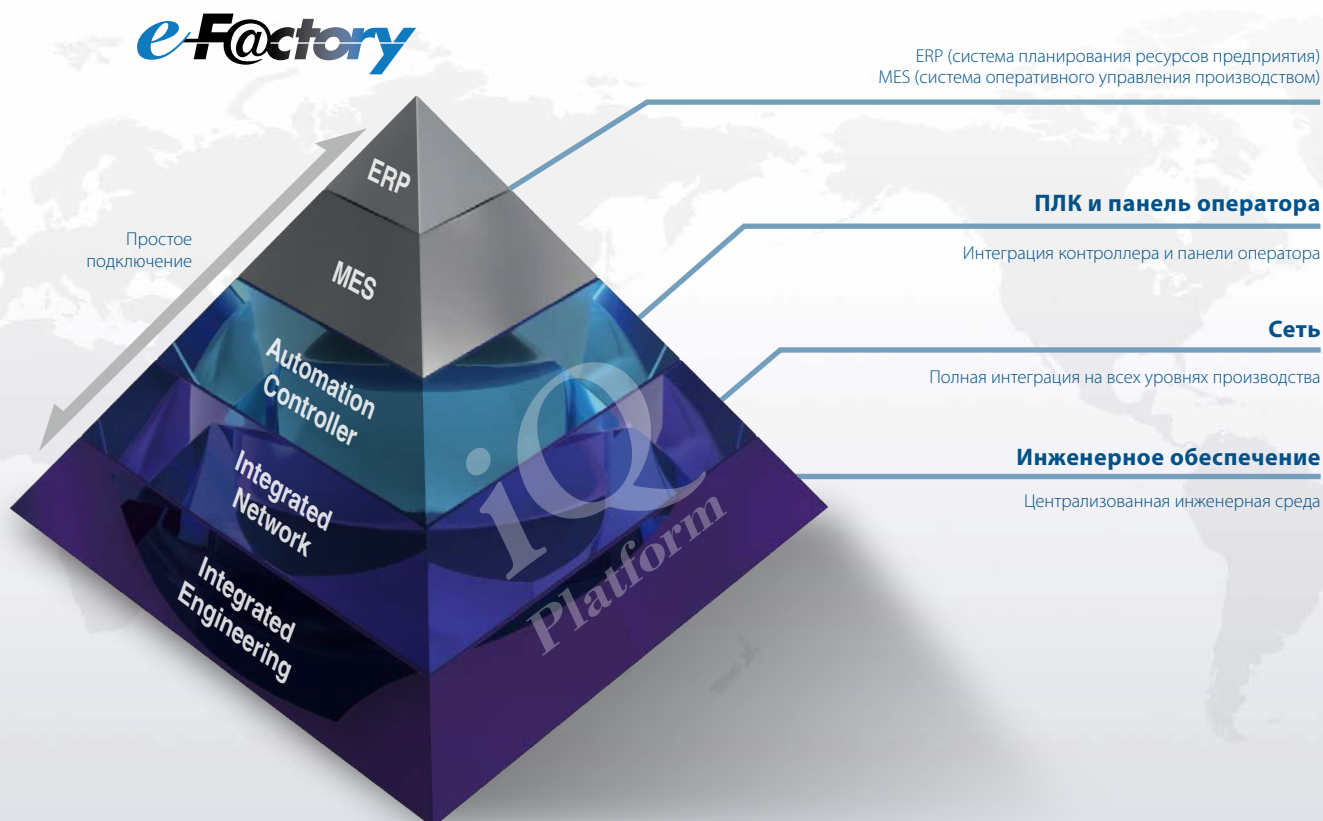 e-F@ctory
ERP (система планирования ресурсов предприятия)
MES (система оперативного управления производством)
ERP
ПЛК и панель оператора
Простое
подключение
Интеграция контроллера и панели оператора
MES
Сеть
Automation
Controller
Полная интеграция на всех уровнях производства
iQ
Platform
Инженерное обеспечение
Integrated
Network
Централизованная инженерная среда
Integrated
Engineering